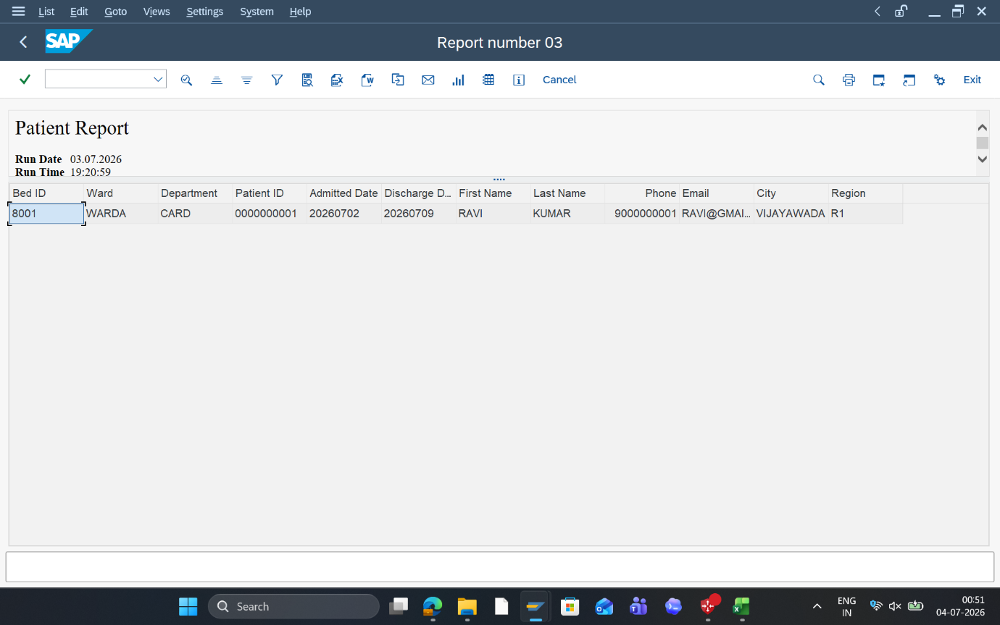 List Edit Goto Views Settings System Help
SAP Report number 03
Cancel Exit
Patient Report
Run Date 03.07.2026
Run Time 19:20:59
Bed ID Ward Department Patient ID Admitted Date Discharge D... First Name Last Name Phone Email City Region
8001 WARDA CARD 0000000001 20260702 20260709 RAVI KUMAR 9000000001 RAVI@GMAI... VIJAYAWADA R1
Search
ENG
IN
00:51
04-07-2026